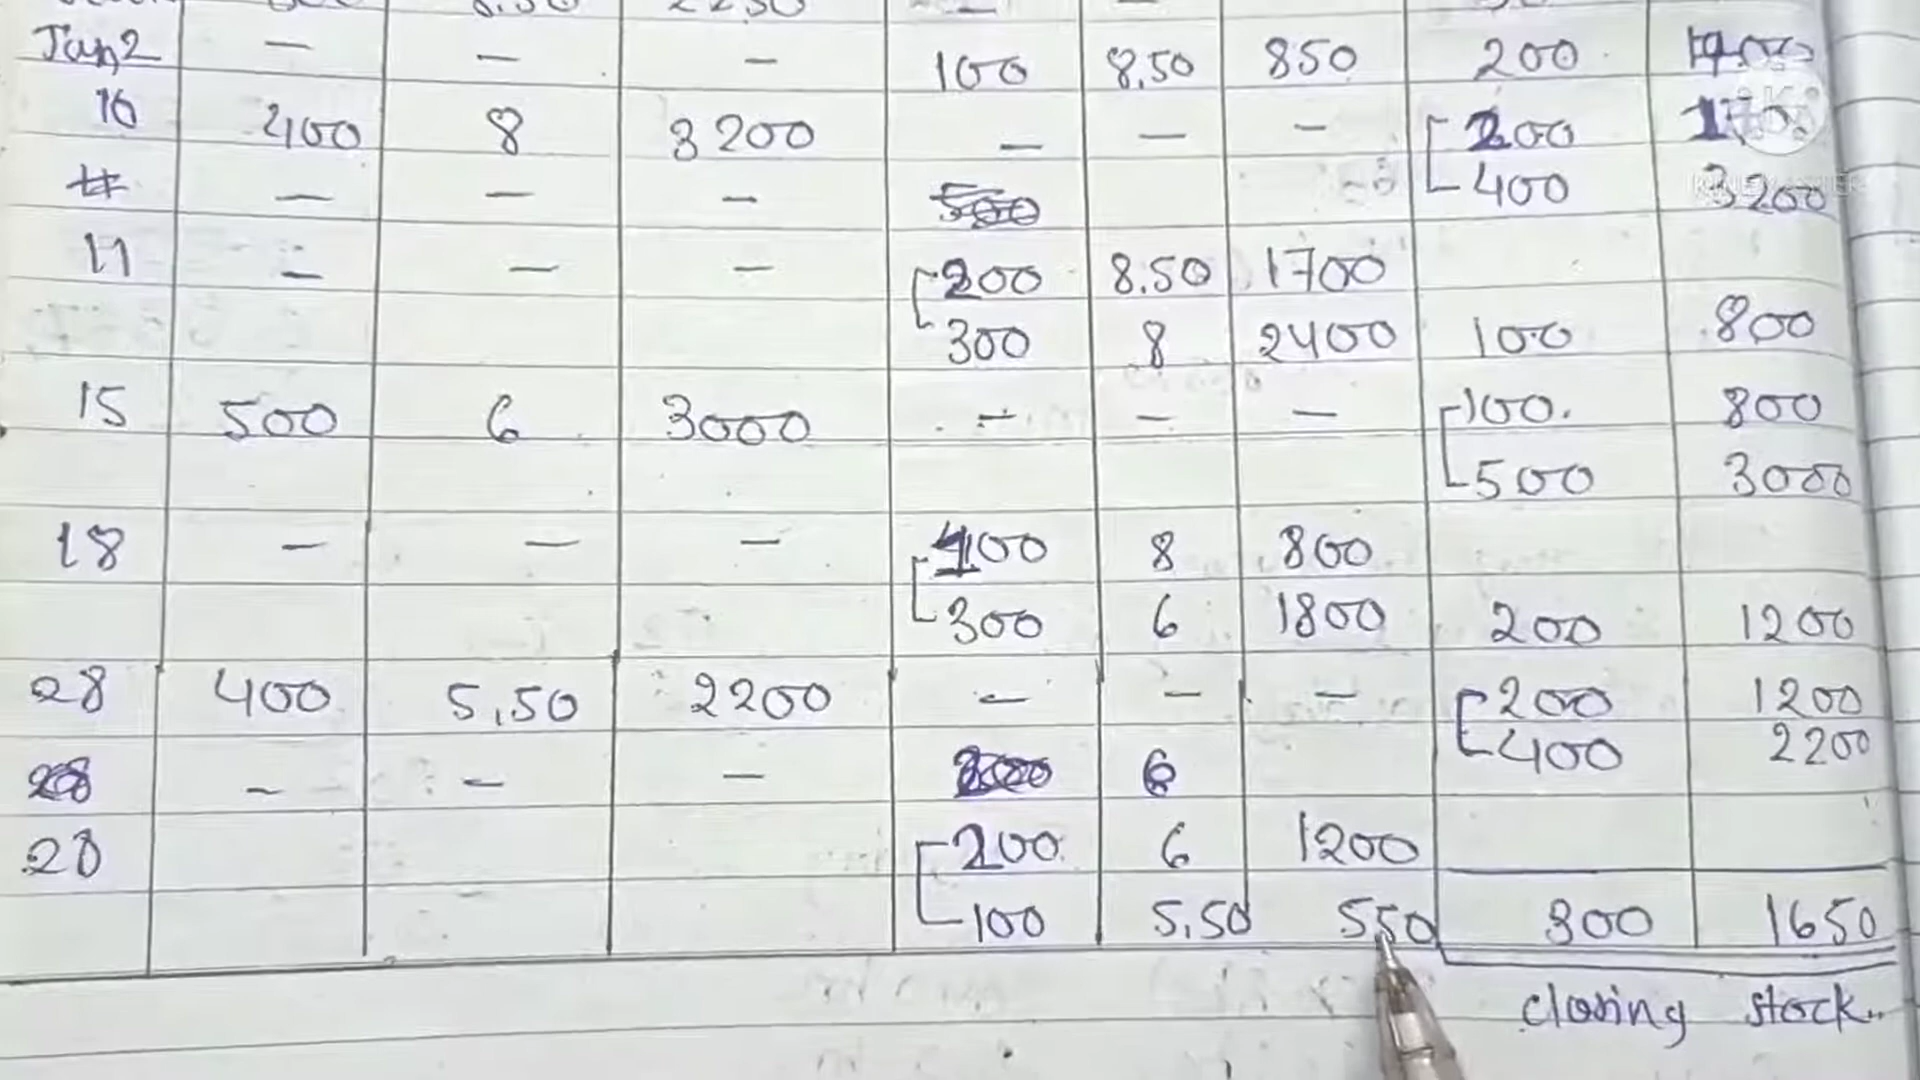 Jan, 2 — — — 100 8.50 850 200
10 400 8 3200 — — — 200 1700
— — — 400 3200
11 — — — 200 8.50 1700
300 8 2400 100 800
15 500 6 3000 — — — 100. 800
500 3000
18 — — — 100 8 800
300 6 1800 200 1200
28 400 5.50 2200 — — — 200 1200
400 2200
— — — 6
28 200 6 1200
100 5.50 550 300 1650
closing stock..